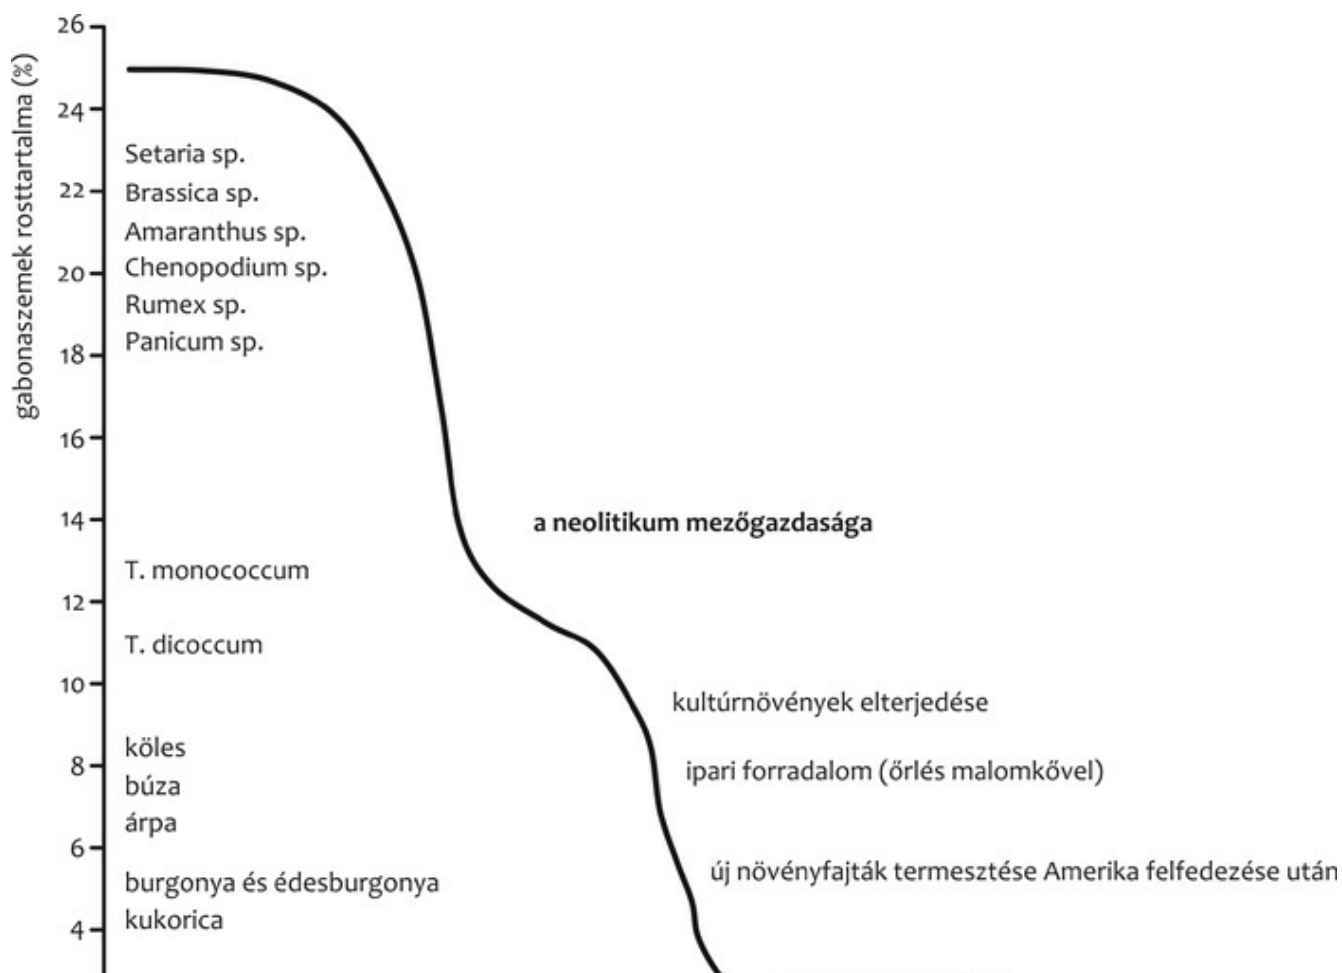 gabonaszemek rosttartalma (%)
26
24
Setaria sp.
22
Brassica sp.
Amaranthus sp.
20
Chenopodium sp.
Rumex sp.
18
Panicum sp.
16
14
a neolitikum mezőgazdasága
T. monococcum
12
T. dicoccum
10
kultúrnövények elterjedése
köles
8
ipari forradalom (őrlés malomkővel)
búza
árpa
6
új növényfajták termesztése Amerika felfedezése után
burgonya és édesburgonya
kukorica
4